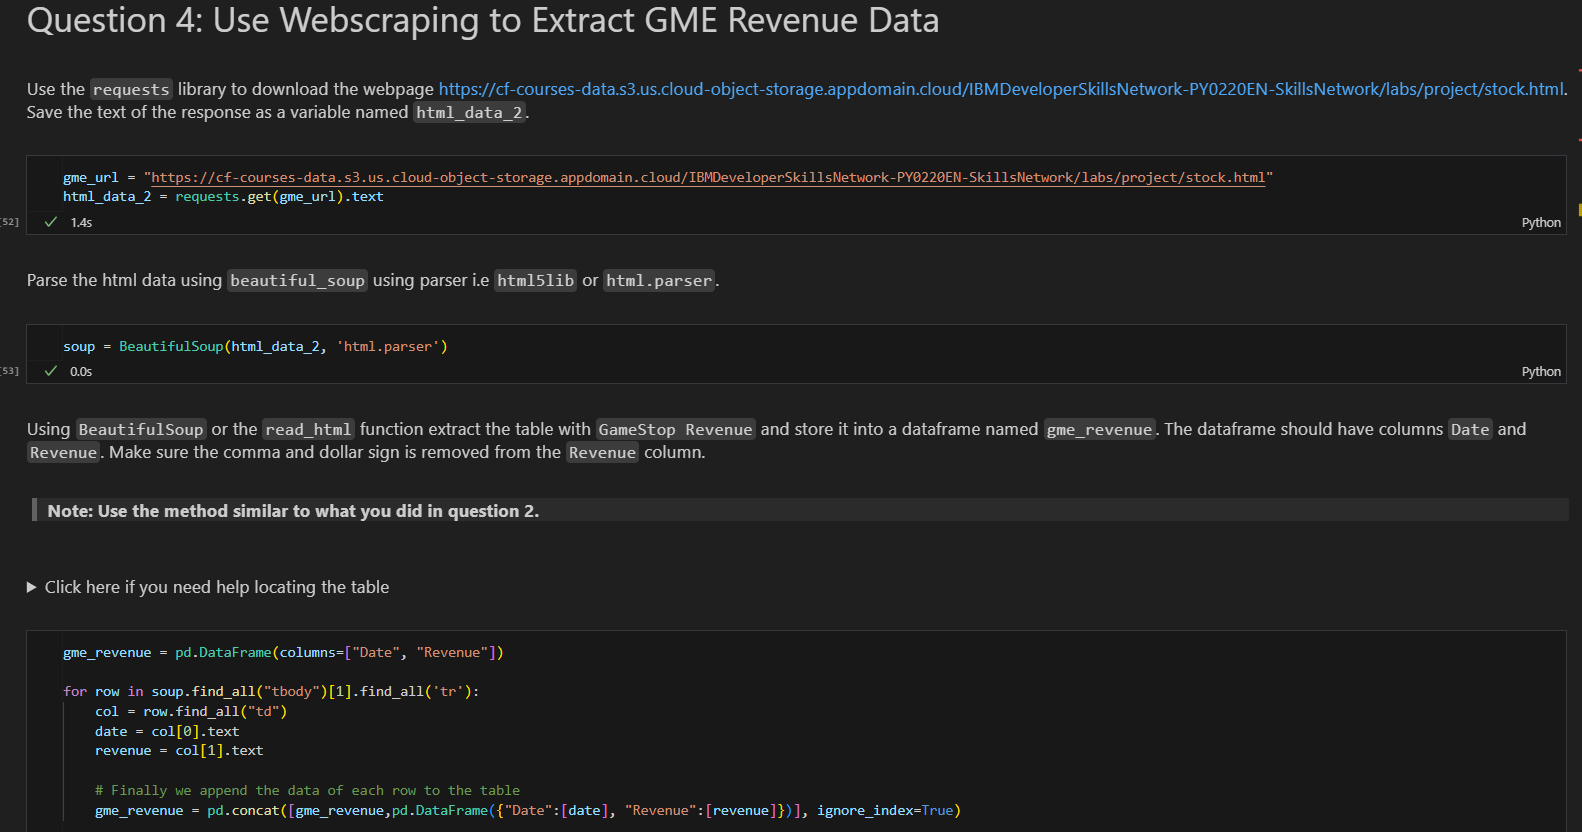 Question 4: Use Webscraping to Extract GME Revenue Data
Use the requests library to download the webpage https://cf-courses-data.s3.us.cloud-object-storage.appdomain.cloud/IBMDeveloperSkillsNetwork-PY0220EN-SkillsNetwork/labs/project/stock.html.
Save the text of the response as a variable named html_data_2.
gme_url = "https://cf-courses-data.s3.us.cloud-object-storage.appdomain.cloud/IBMDeveloperSkillsNetwork-PY0220EN-SkillsNetwork/labs/project/stock.html"
html_data_2 = requests.get(gme_url).text
52] ✓ 1.4s Python
Parse the html data using beautiful_soup using parser i.e html5lib or html.parser.
soup = BeautifulSoup(html_data_2, 'html.parser')
53] ✓ 0.0s Python
Using BeautifulSoup or the read_html function extract the table with GameStop Revenue and store it into a dataframe named gme_revenue. The dataframe should have columns Date and
Revenue. Make sure the comma and dollar sign is removed from the Revenue column.
Note: Use the method similar to what you did in question 2.
▶ Click here if you need help locating the table
gme_revenue = pd.DataFrame(columns=["Date", "Revenue"])
for row in soup.find_all("tbody")[1].find_all('tr'):
col = row.find_all("td")
date = col[0].text
revenue = col[1].text
# Finally we append the data of each row to the table
gme_revenue = pd.concat([gme_revenue,pd.DataFrame({"Date":[date], "Revenue":[revenue]})], ignore_index=True)